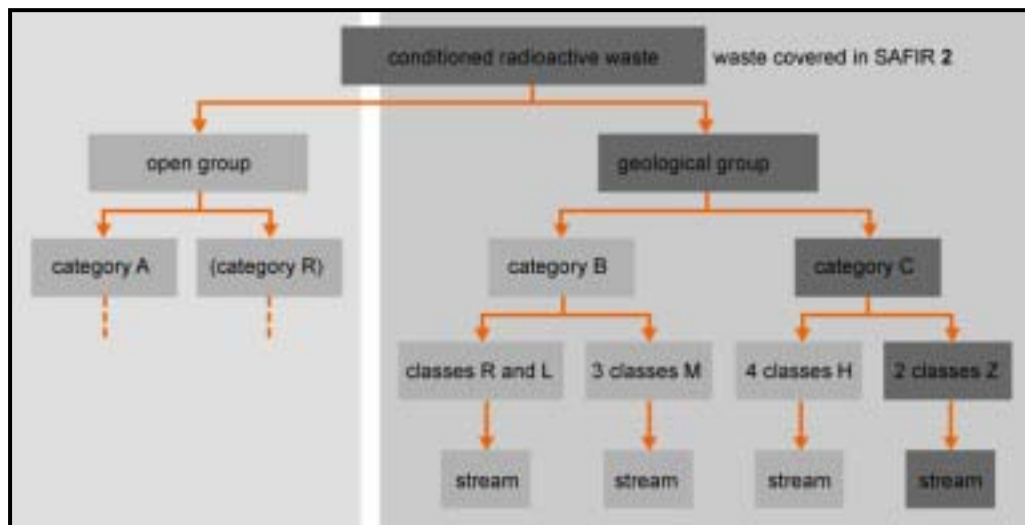 conditioned radioactive waste
waste covered in SAFIR 2
open group
geological group
category A
(category R)
category B
category C
classes R and L
3 classes M
4 classes H
2 classes Z
stream
stream
stream
stream